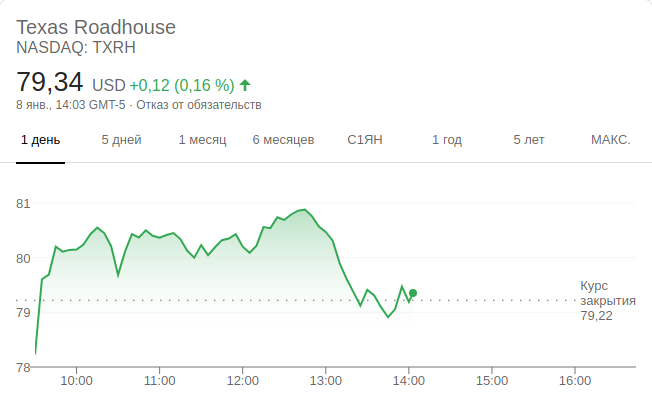 Texas Roadhouse
NASDAQ: TXRH
79,34 USD +0,12 (0,16 %)
8 янв., 14:03 GMT-5 · Отказ от обязательств
1 день 5 дней 1 месяц 6 месяцев С1ЯН 1 год 5 лет МАКС.
81
80
79
78
Курс
закрытия
79,22
10:00 11:00 12:00 13:00 14:00 15:00 16:00